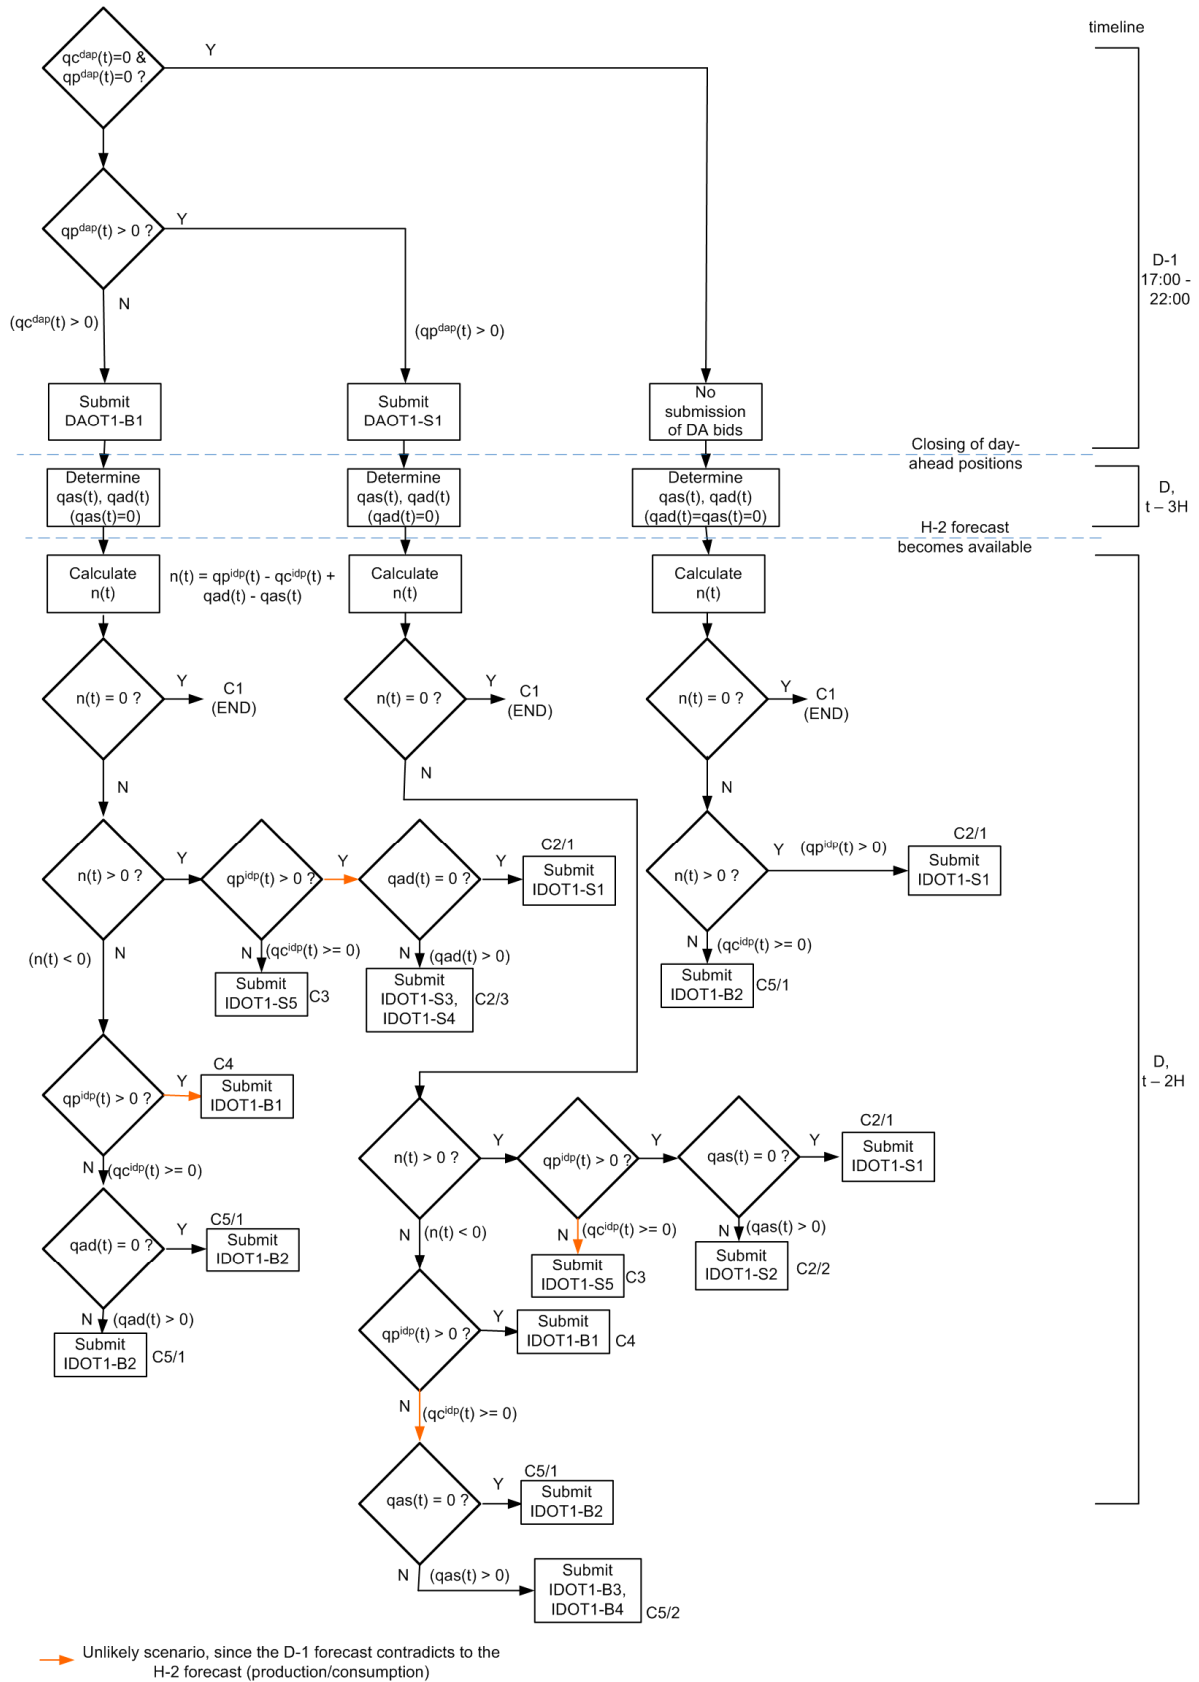 timeline
qc^dap(t)=0 &
qp^dap(t)=0 ?
Y
qp^dap(t) > 0 ?
Y
N
(qc^dap(t) > 0)
(qp^dap(t) > 0)
D-1
17:00 -
22:00
Submit
DAOT1-B1
Submit
DAOT1-S1
No
submission
of DA bids
Closing of day-
ahead positions
Determine
qas(t), qad(t)
(qas(t)=0)
Determine
qas(t), qad(t)
(qad(t)=0)
Determine
qas(t), qad(t)
(qad(t)=qas(t)=0)
D,
t – 3H
H-2 forecast
becomes available
Calculate
n(t)
n(t) = qp^idp(t) - qc^idp(t) +
qad(t) - qas(t)
Calculate
n(t)
Calculate
n(t)
n(t) = 0 ?
Y
C1
(END)
N
n(t) = 0 ?
Y
C1
(END)
N
n(t) = 0 ?
Y
C1
(END)
N
n(t) > 0 ?
Y
qp^idp(t) > 0 ?
Y
qad(t) = 0 ?
Y
C2/1
Submit
IDOT1-S1
n(t) > 0 ?
Y
(qp^idp(t) > 0)
C2/1
Submit
IDOT1-S1
(n(t) < 0)
N
N
(qc^idp(t) >= 0)
Submit
IDOT1-S5
C3
N
(qad(t) > 0)
Submit
IDOT1-S3,
IDOT1-S4
C2/3
N
(qc^idp(t) >= 0)
Submit
IDOT1-B2
C5/1
D,
t – 2H
qp^idp(t) > 0 ?
Y
C4
Submit
IDOT1-B1
N
(qc^idp(t) >= 0)
qad(t) = 0 ?
Y
C5/1
Submit
IDOT1-B2
N
(qad(t) > 0)
Submit
IDOT1-B2
C5/1
n(t) > 0 ?
Y
qp^idp(t) > 0 ?
Y
qas(t) = 0 ?
Y
C2/1
Submit
IDOT1-S1
N
(n(t) < 0)
N
(qc^idp(t) >= 0)
Submit
IDOT1-S5
C3
N
(qas(t) > 0)
Submit
IDOT1-S2
C2/2
qp^idp(t) > 0 ?
Y
Submit
IDOT1-B1
C4
N
(qc^idp(t) >= 0)
qas(t) = 0 ?
Y
C5/1
Submit
IDOT1-B2
N
(qas(t) > 0)
Submit
IDOT1-B3,
IDOT1-B4
C5/2
Unlikely scenario, since the D-1 forecast contradicts to the
H-2 forecast (production/consumption)